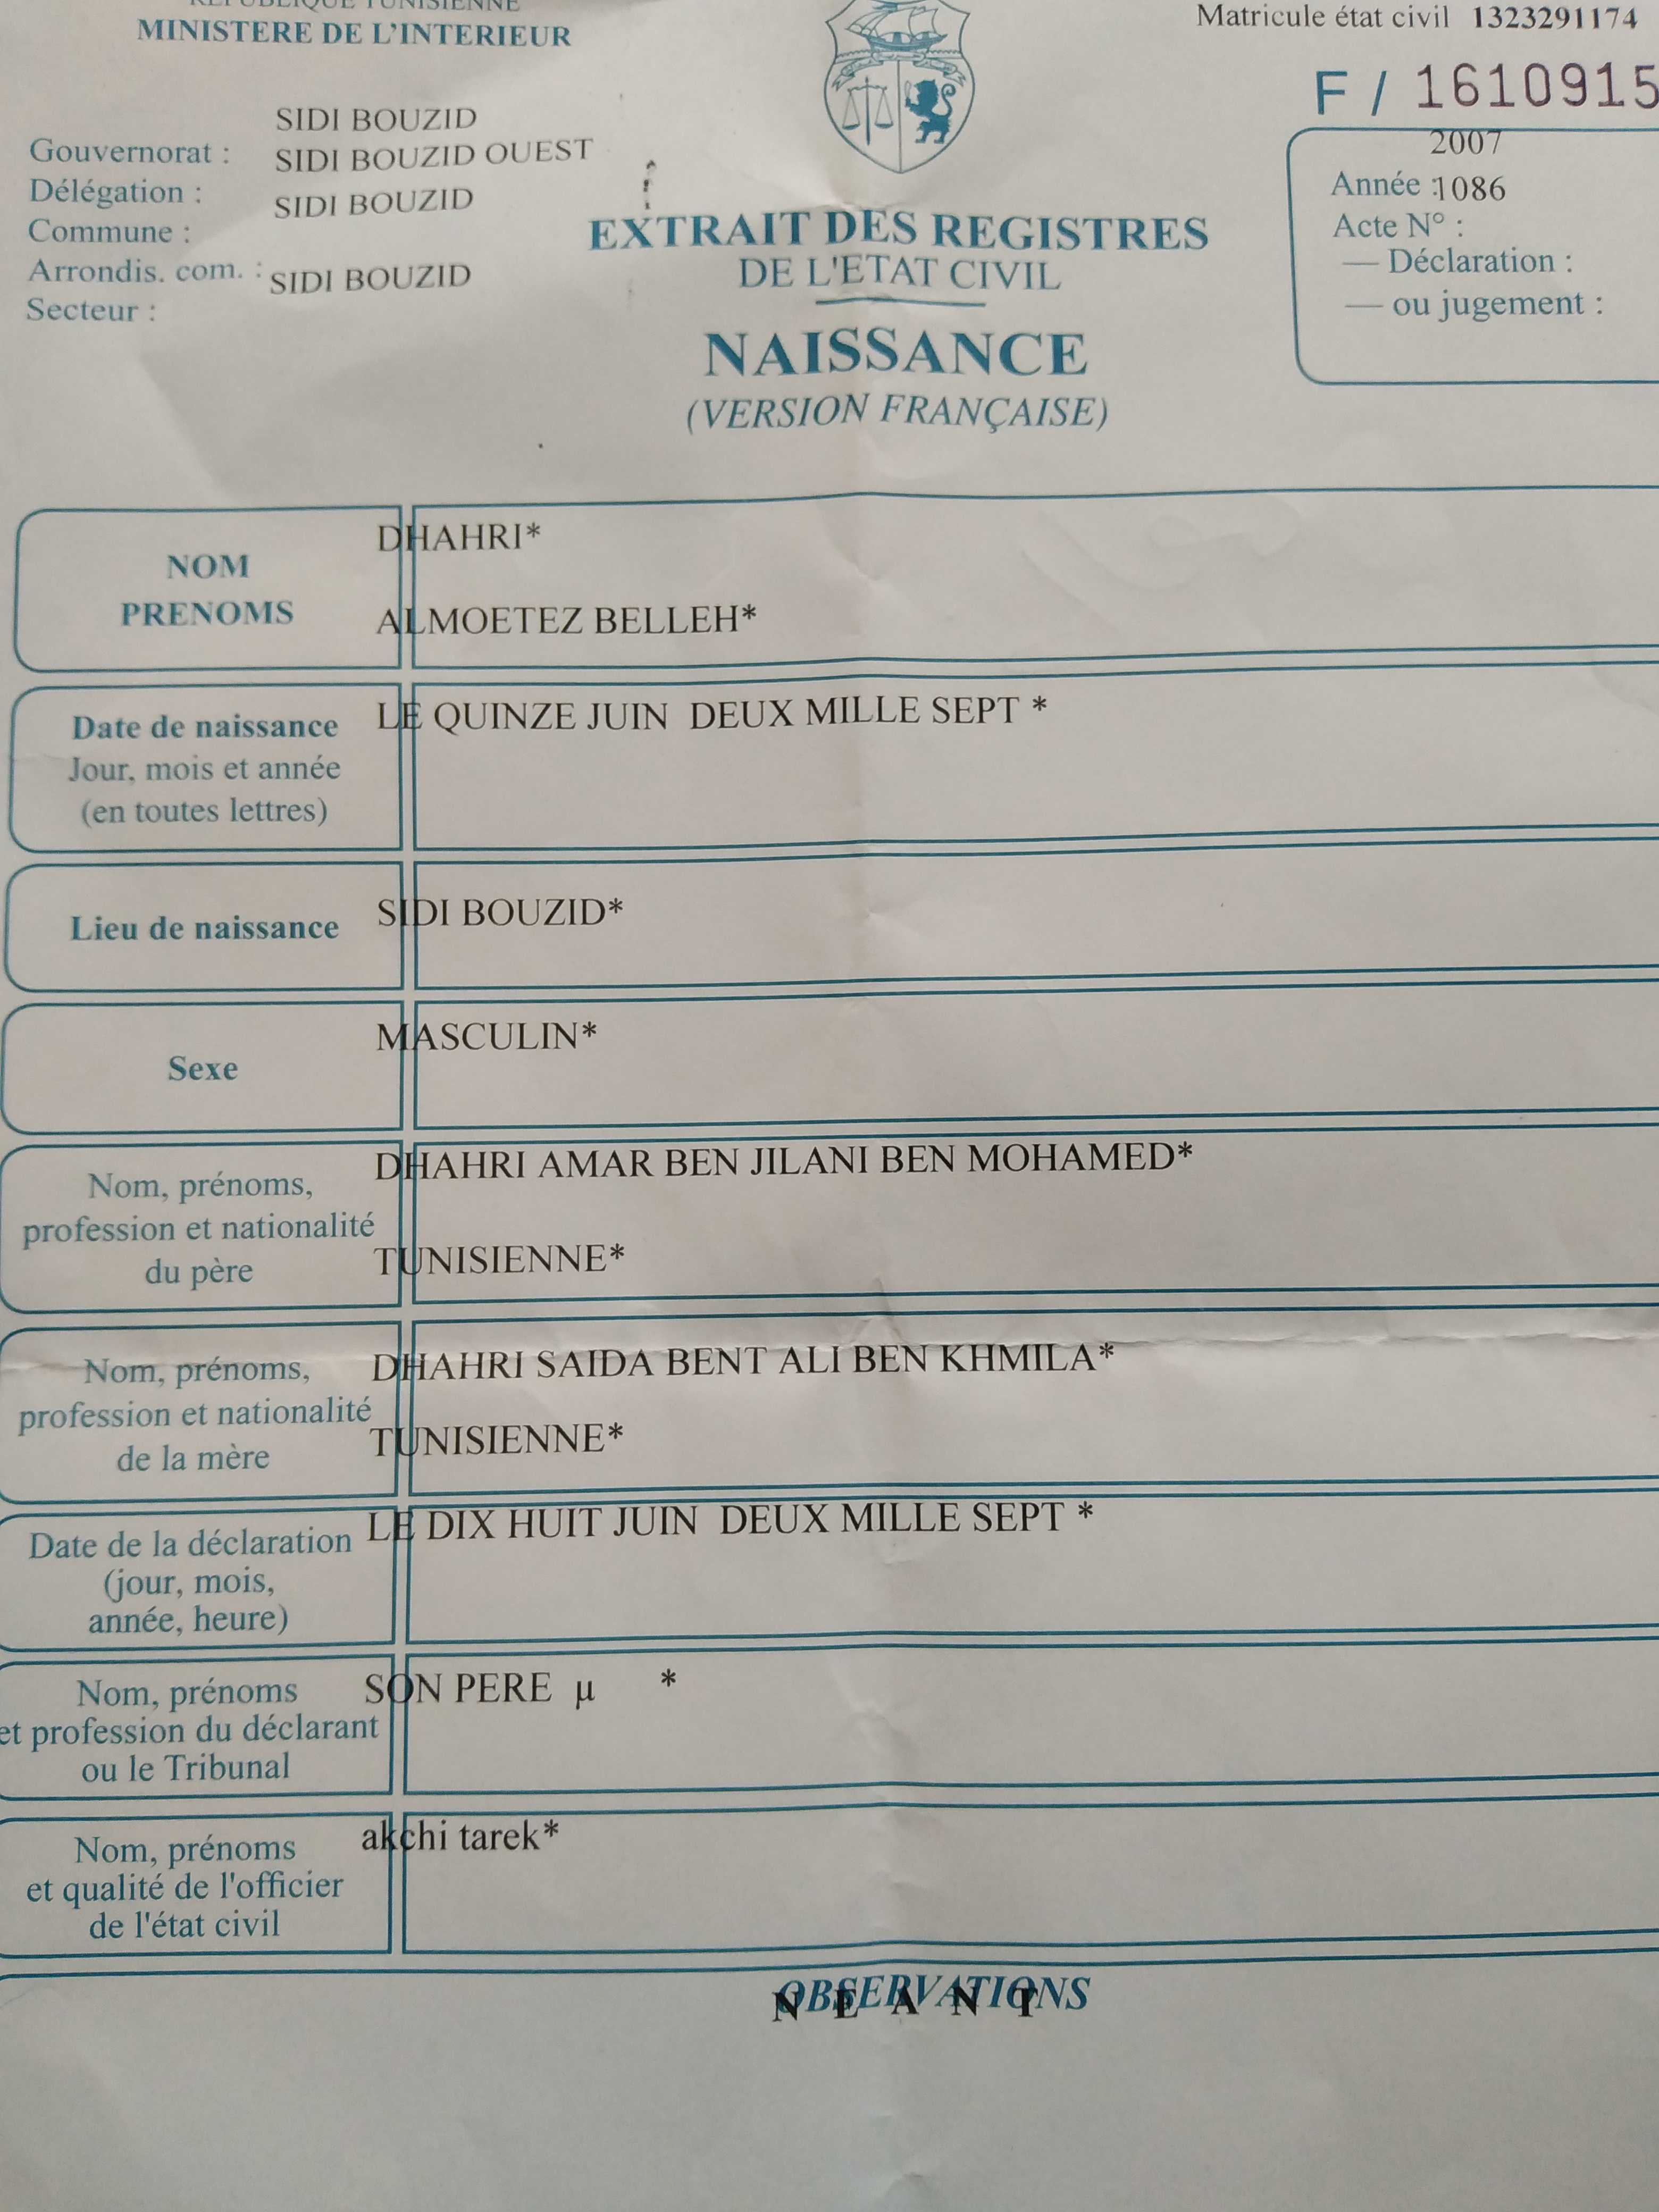 REPUBLIQUE TUNISIENNE
MINISTERE DE L'INTERIEUR
Matricule état civil 1323291174
F / 1610915
SIDI BOUZID
Gouvernorat : SIDI BOUZID OUEST
Délégation : SIDI BOUZID
Commune :
Arrondis. com. : SIDI BOUZID
Secteur :
2007
Année : 1086
Acte N° :
— Déclaration :
— ou jugement :
EXTRAIT DES REGISTRES
DE L'ETAT CIVIL
NAISSANCE
(VERSION FRANÇAISE)
NOM
PRENOMS
DHAHRI*
ALMOETEZ BELLEH*
Date de naissance
Jour, mois et année
(en toutes lettres)
LE QUINZE JUIN DEUX MILLE SEPT *
Lieu de naissance
SIDI BOUZID*
Sexe
MASCULIN*
Nom, prénoms,
profession et nationalité
du père
DHAHRI AMAR BEN JILANI BEN MOHAMED*
TUNISIENNE*
Nom, prénoms,
profession et nationalité
de la mère
DHAHRI SAIDA BENT ALI BEN KHMILA*
TUNISIENNE*
Date de la déclaration
(jour, mois,
année, heure)
LE DIX HUIT JUIN DEUX MILLE SEPT *
Nom, prénoms
et profession du déclarant
ou le Tribunal
SON PERE µ *
Nom, prénoms
et qualité de l'officier
de l'état civil
akchi tarek*
OBSERVATIONS
N E A N T